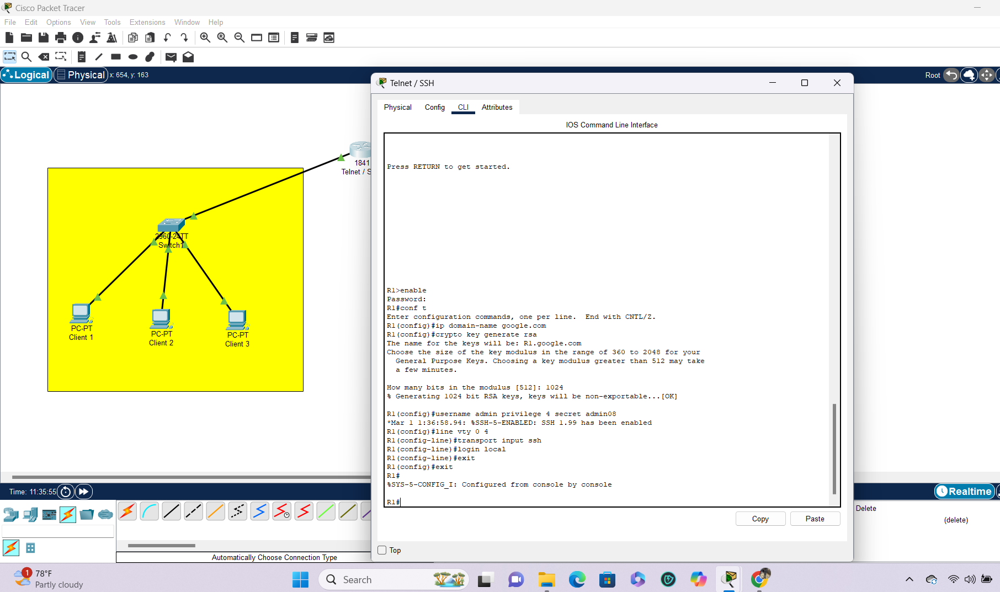 Cisco Packet Tracer
File Edit Options View Tools Extensions Window Help
Logical Physical x: 654, y: 163
Root
1841
Telnet / S
2960-24TT
Switch1
PC-PT
Client 1
PC-PT
Client 2
PC-PT
Client 3
Telnet / SSH
Physical Config CLI Attributes
IOS Command Line Interface
Press RETURN to get started.
R1>enable
Password:
R1#conf t
Enter configuration commands, one per line.  End with CNTL/Z.
R1(config)#ip domain-name google.com
R1(config)#crypto key generate rsa
The name for the keys will be: R1.google.com
Choose the size of the key modulus in the range of 360 to 2048 for your
General Purpose Keys. Choosing a key modulus greater than 512 may take
a few minutes.
How many bits in the modulus [512]: 1024
% Generating 1024 bit RSA keys, keys will be non-exportable...[OK]
R1(config)#username admin privilege 4 secret admin08
*Mar 1 1:36:58.94: %SSH-5-ENABLED: SSH 1.99 has been enabled
R1(config)#line vty 0 4
R1(config-line)#transport input ssh
R1(config-line)#login local
R1(config-line)#exit
R1(config)#exit
R1#
%SYS-5-CONFIG_I: Configured from console by console
R1#
Copy Paste
Top
Time: 11:35:55
Realtime
Delete
(delete)
Automatically Choose Connection Type
1
78°F
Partly cloudy
Search